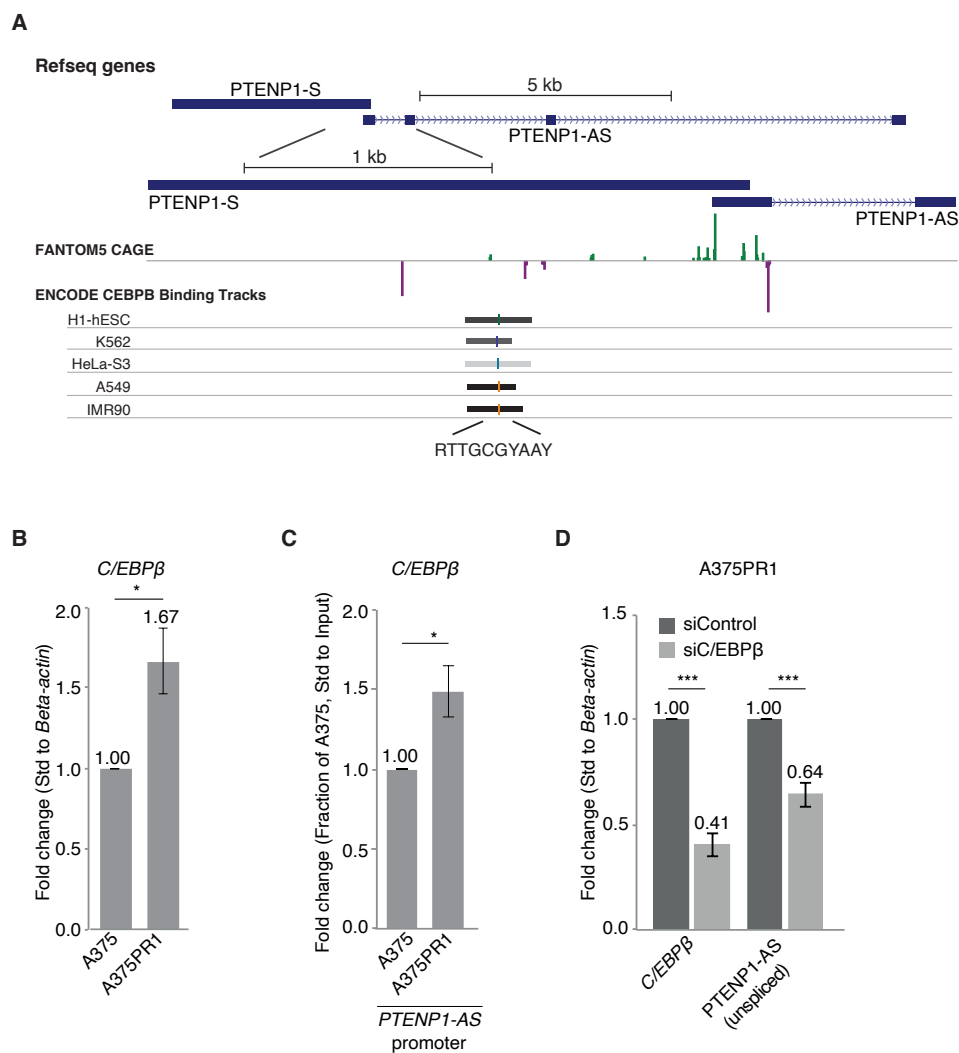 A
Refseq genes
PTENP1-S
5 kb
PTENP1-AS
1 kb
PTENP1-S
PTENP1-AS
FANTOM5 CAGE
ENCODE CEBPB Binding Tracks
H1-hESC
K562
HeLa-S3
A549
IMR90
RTTGCGYAAY
B
C/EBPβ
*
Fold change (Std to Beta-actin)
2.0
1.5
1.0
0.5
0.0
1.00
1.67
A375
A375PR1
C
C/EBPβ
*
Fold change (Fraction of A375, Std to Input)
2.0
1.5
1.0
0.5
0.0
1.00
A375
A375PR1
PTENP1-AS
promoter
D
A375PR1
siControl
siC/EBPβ
Fold change (Std to Beta-actin)
1.5
1.0
0.5
0.0
***
***
1.00
0.41
1.00
0.64
C/EBPβ
PTENP1-AS
(unspliced)